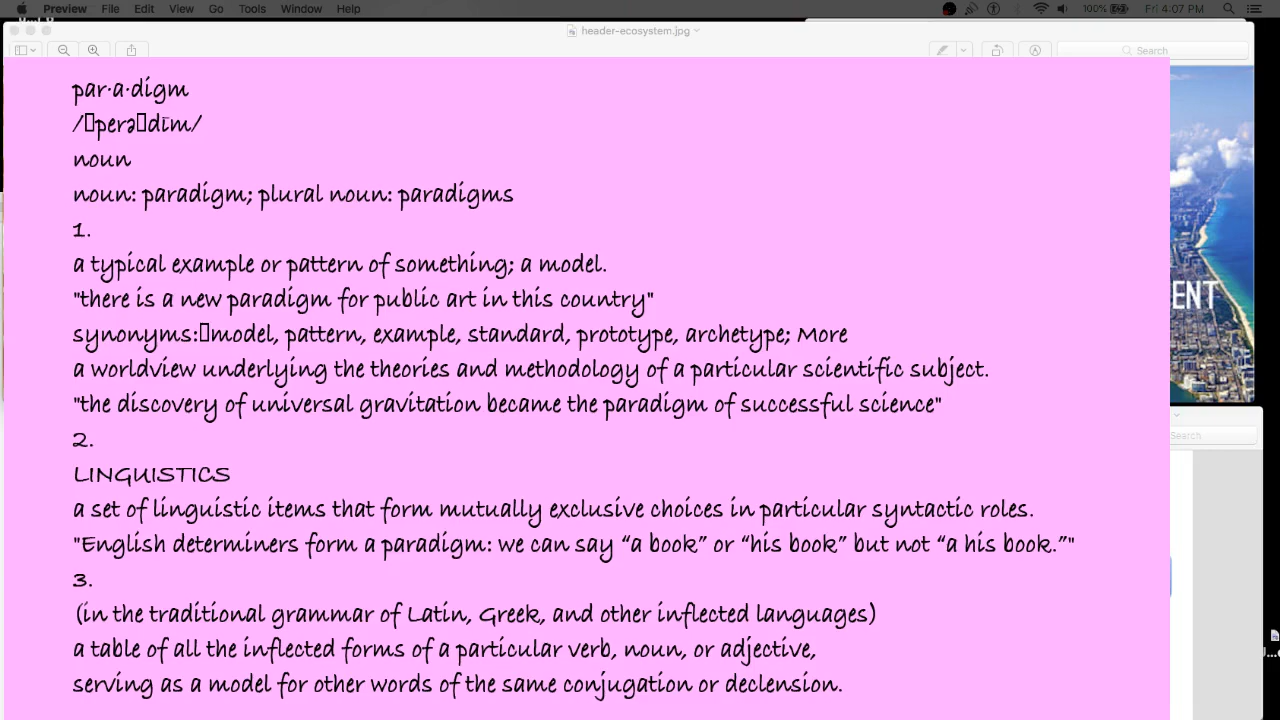 Preview File Edit View Go Tools Window Help 100% Fri 4:07 PM
header-ecosystem.jpg
Search
par·a·digm
/▯perə▯dīm/
noun
noun: paradigm; plural noun: paradigms
1.
a typical example or pattern of something; a model.
"there is a new paradigm for public art in this country"
synonyms:▯model, pattern, example, standard, prototype, archetype; More
a worldview underlying the theories and methodology of a particular scientific subject.
"the discovery of universal gravitation became the paradigm of successful science"
2.
LINGUISTICS
a set of linguistic items that form mutually exclusive choices in particular syntactic roles.
"English determiners form a paradigm: we can say “a book” or “his book” but not “a his book.”"
3.
(in the traditional grammar of Latin, Greek, and other inflected languages)
a table of all the inflected forms of a particular verb, noun, or adjective,
serving as a model for other words of the same conjugation or declension.
ENT
Search